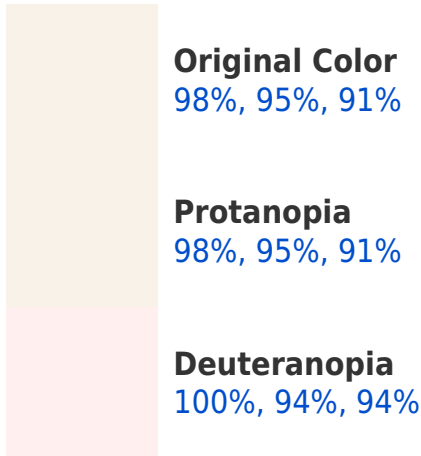 Original Color
98%, 95%, 91%
Protanopia
98%, 95%, 91%
Deuteranopia
100%, 94%, 94%